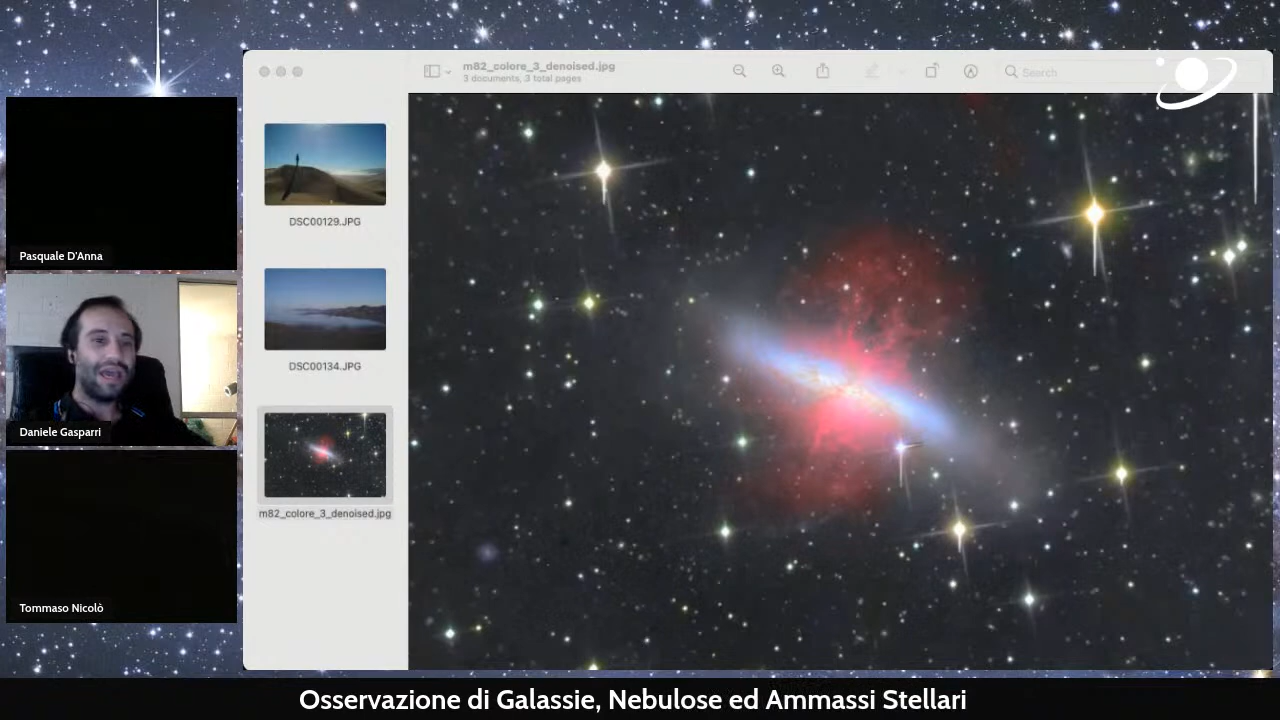 m82_colore_3_denoised.jpg
3 documents, 3 total pages
Search
DSC00129.JPG
DSC00134.JPG
m82_colore_3_denoised.jpg
Pasquale D'Anna
Daniele Gasparri
Tommaso Nicolò
Osservazione di Galassie, Nebulose ed Ammassi Stellari